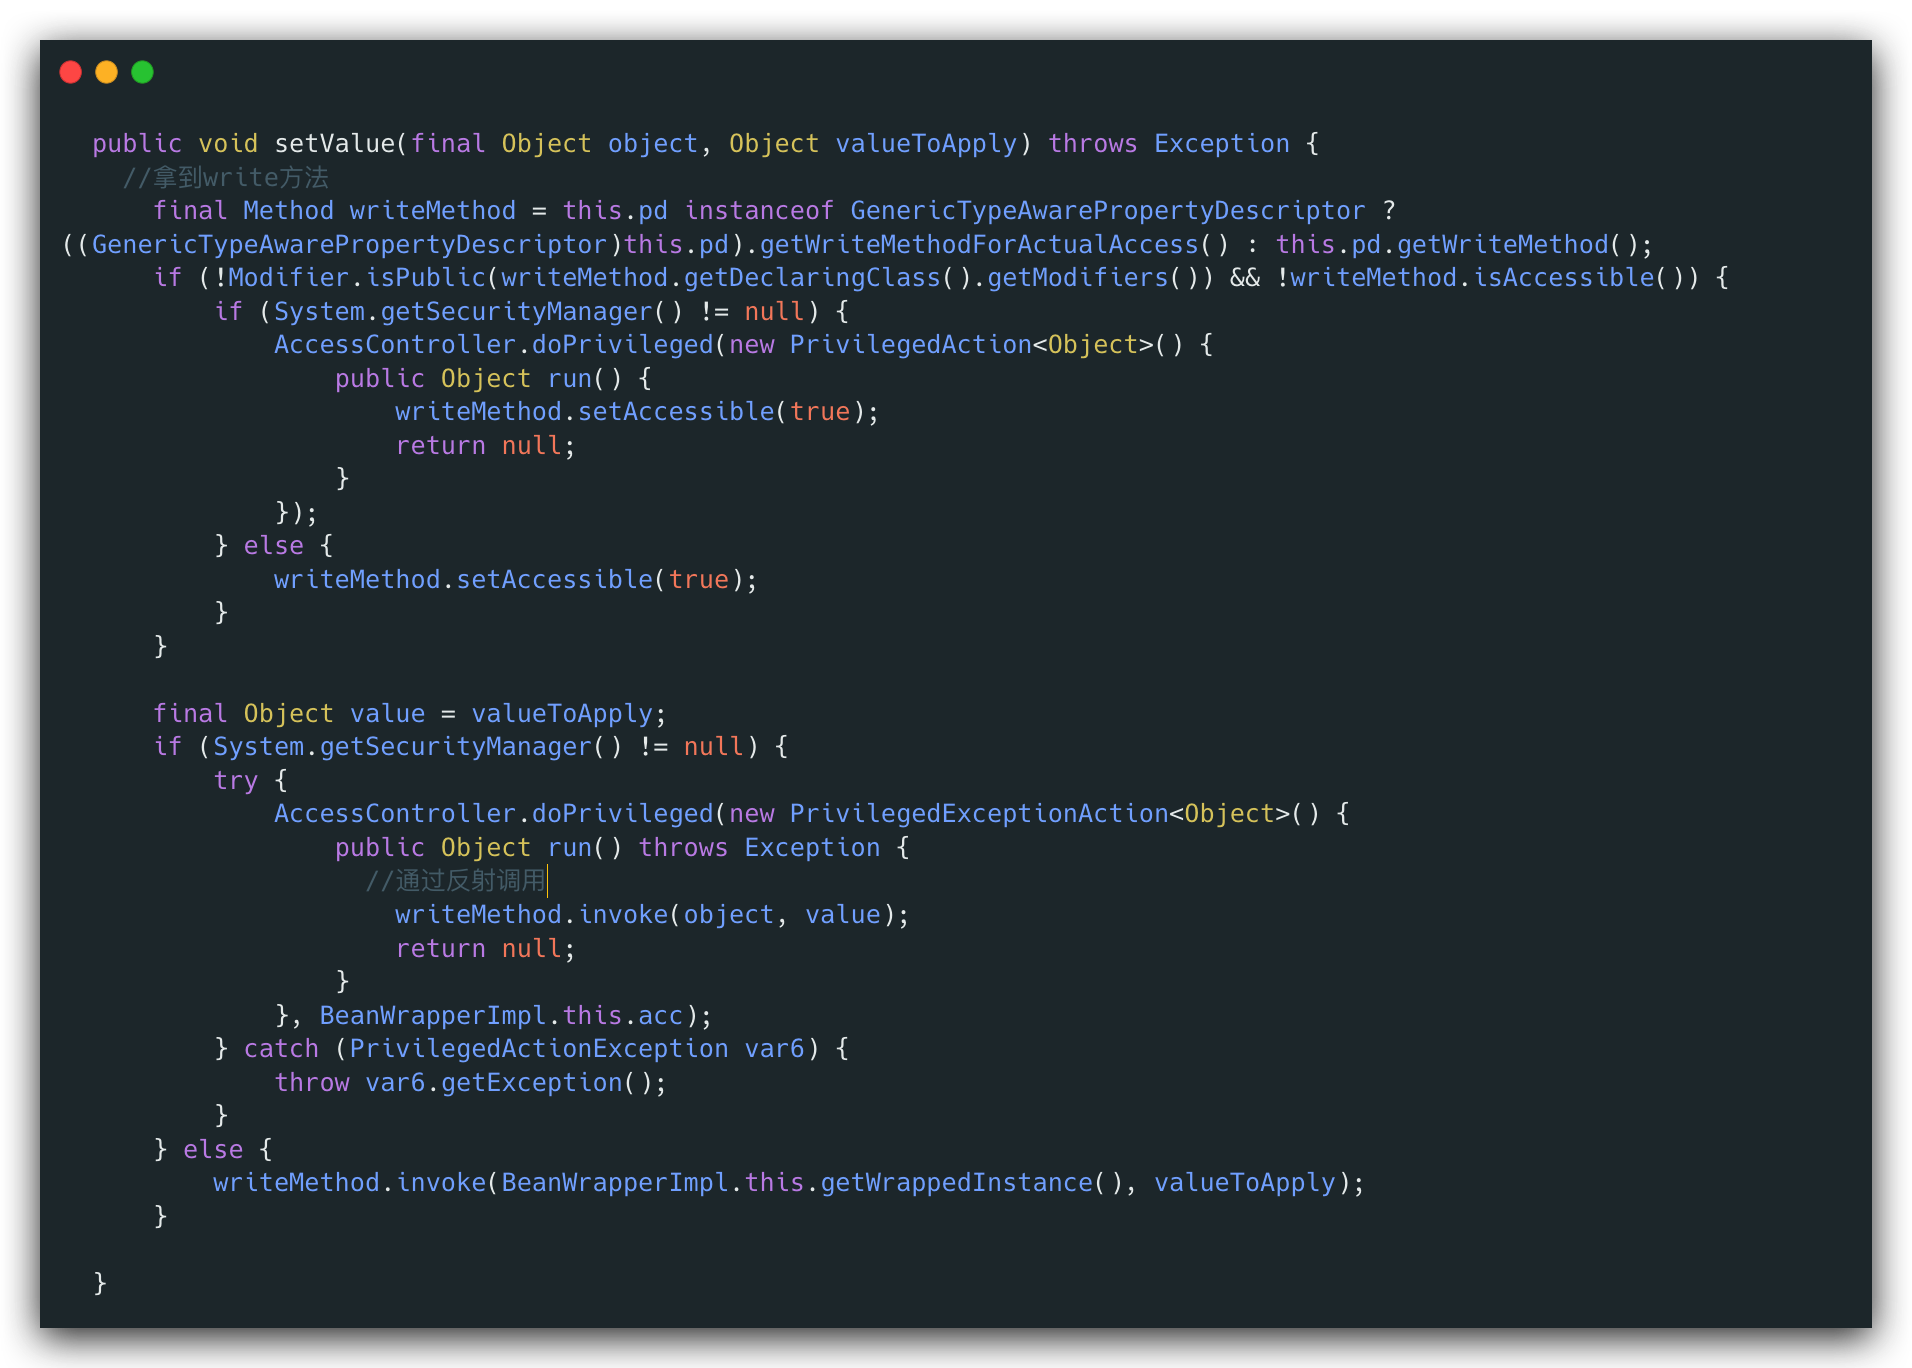 public void setValue(final Object object, Object valueToApply) throws Exception {
//拿到write方法
final Method writeMethod = this.pd instanceof GenericTypeAwarePropertyDescriptor ?
((GenericTypeAwarePropertyDescriptor)this.pd).getWriteMethodForActualAccess() : this.pd.getWriteMethod();
if (!Modifier.isPublic(writeMethod.getDeclaringClass().getModifiers()) && !writeMethod.isAccessible()) {
if (System.getSecurityManager() != null) {
AccessController.doPrivileged(new PrivilegedAction<Object>() {
public Object run() {
writeMethod.setAccessible(true);
return null;
}
});
} else {
writeMethod.setAccessible(true);
}
}
final Object value = valueToApply;
if (System.getSecurityManager() != null) {
try {
AccessController.doPrivileged(new PrivilegedExceptionAction<Object>() {
public Object run() throws Exception {
//通过反射调用
writeMethod.invoke(object, value);
return null;
}
}, BeanWrapperImpl.this.acc);
} catch (PrivilegedActionException var6) {
throw var6.getException();
}
} else {
writeMethod.invoke(BeanWrapperImpl.this.getWrappedInstance(), valueToApply);
}
}